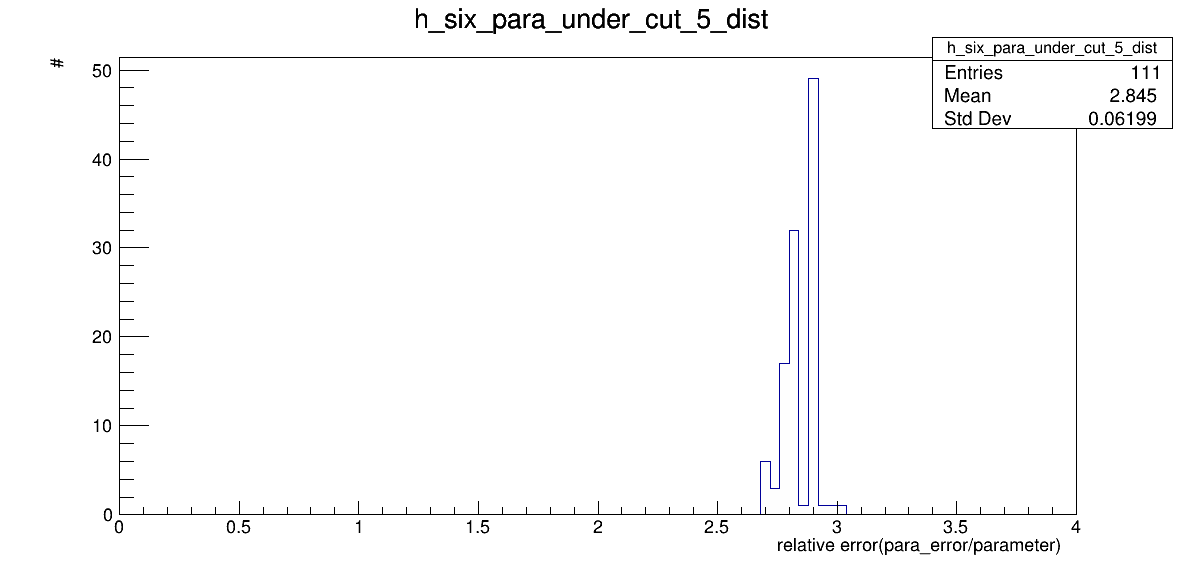 h_six_para_under_cut_5_dist
#
h_six_para_under_cut_5_dist
Entries 111
Mean 2.845
Std Dev 0.06199
50
40
30
20
10
0
0 0.5 1 1.5 2 2.5 3 3.5 4
relative error(para_error/parameter)